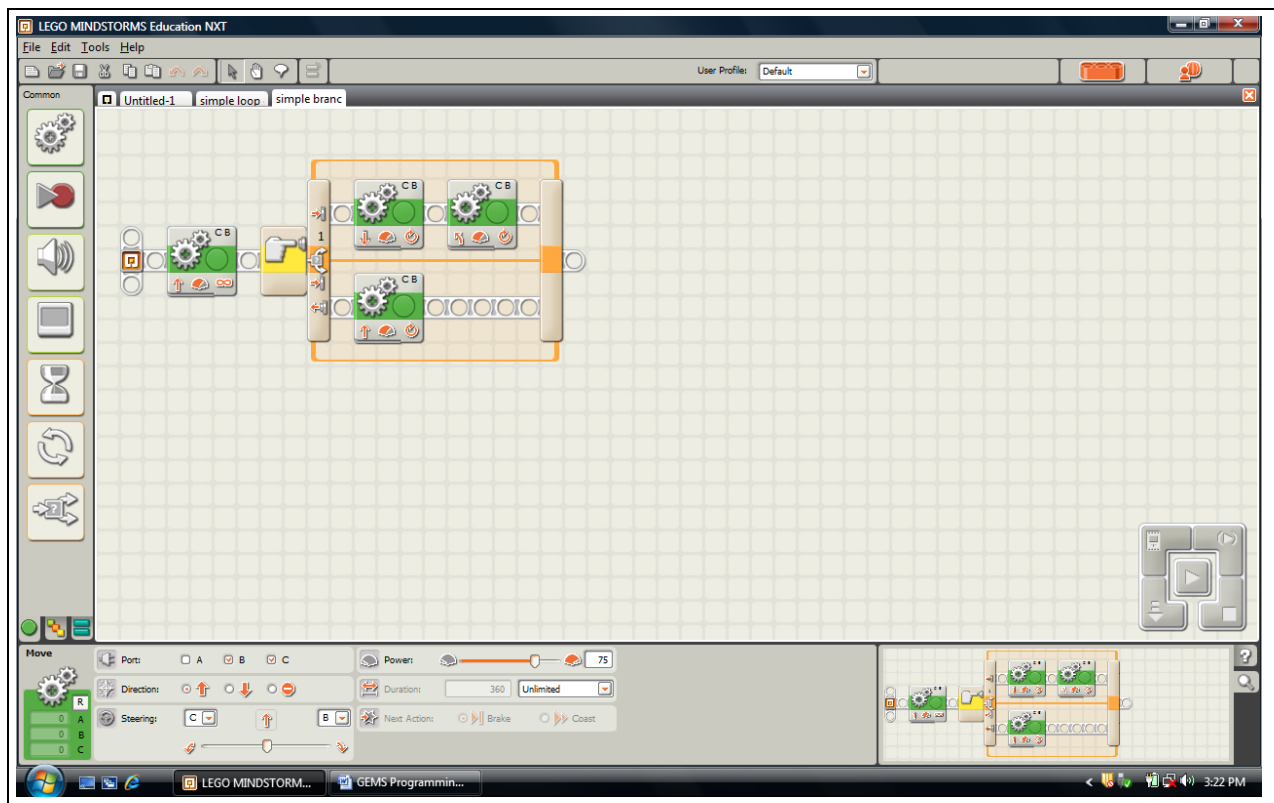 LEGO MINDSTORMS Education NXT
File Edit Tools Help
User Profile: Default
Common
Untitled-1 simple loop simple branc
C B C B
1
C B
C B
Move
Port: A B C
Power: 75
Direction:
Duration: 360 Unlimited
Steering: C B
Next Action: Brake Coast
R
0 A
0 B
0 C
?
LEGO MINDSTORM... GEMS Programmin... 3:22 PM